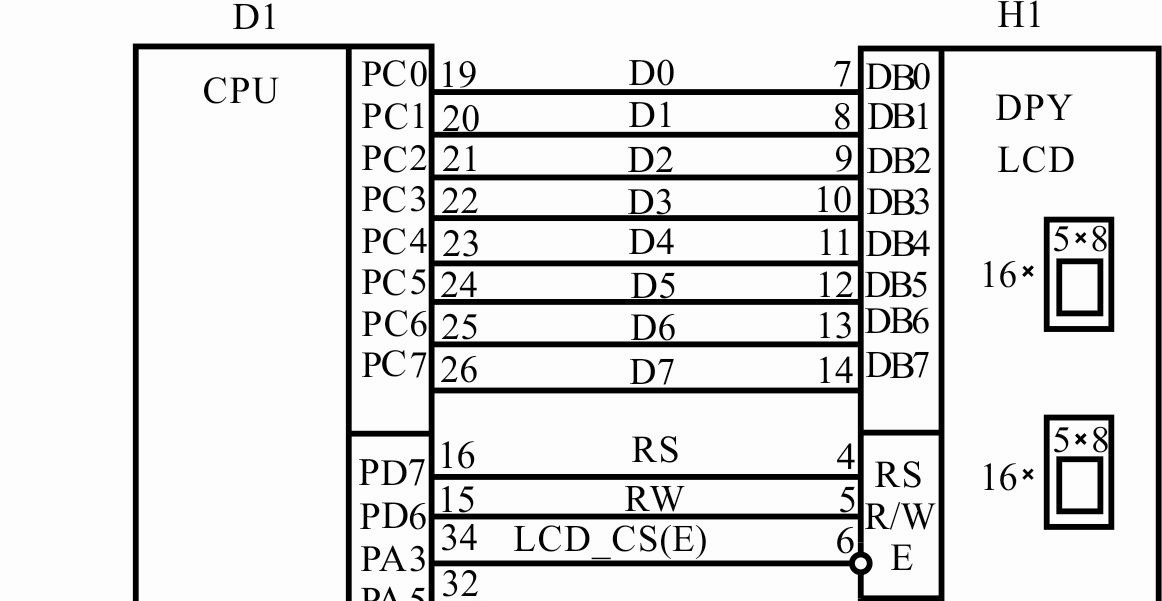 D1 H1
CPU PC0 19 D0 7 DB0 DPY
PC1 20 D1 8 DB1
PC2 21 D2 9 DB2 LCD
PC3 22 D3 10 DB3
PC4 23 D4 11 DB4 5×8
PC5 24 D5 12 DB5 16×
PC6 25 D6 13 DB6
PC7 26 D7 14 DB7
5×8
PD7 16 RS 4 RS 16×
PD6 15 RW 5 R/W
PA3 34 LCD_CS(E) 6 E
PA5 32